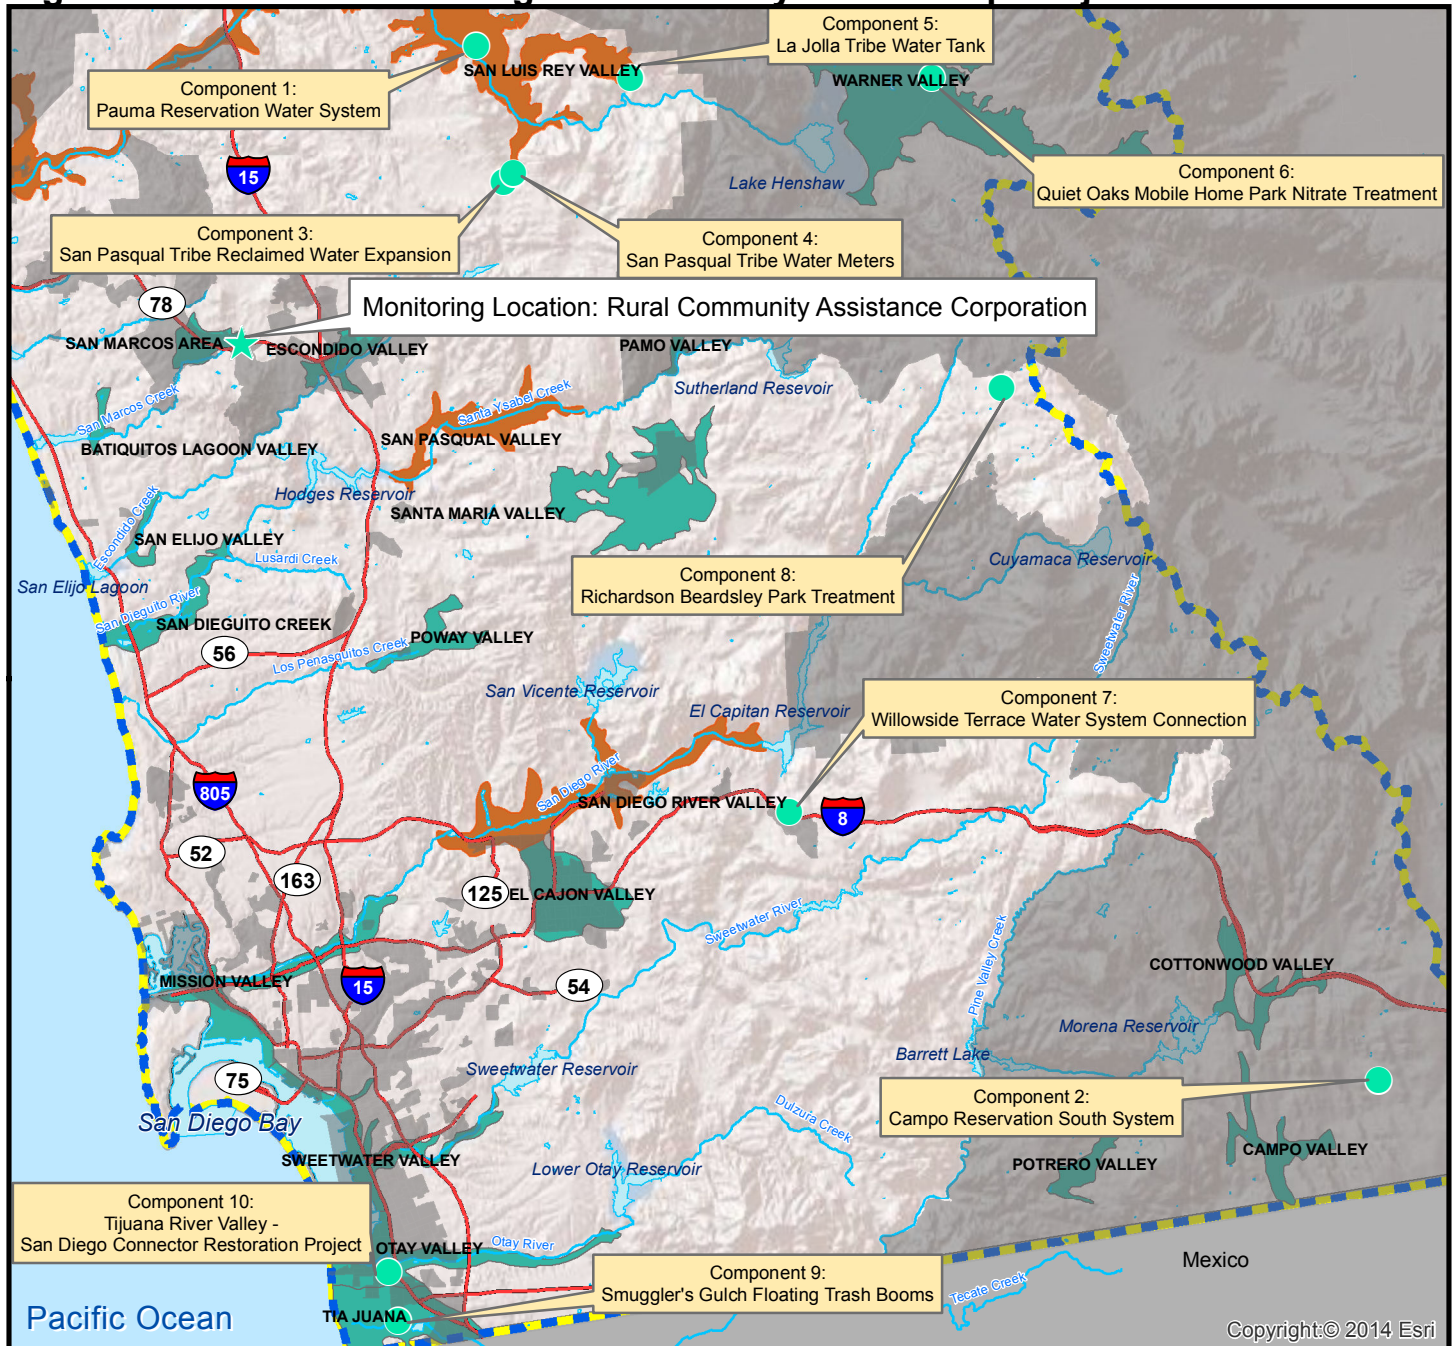 Component 5:
La Jolla Tribe Water Tank
SAN LUIS REY VALLEY
WARNER VALLEY
Component 1:
Pauma Reservation Water System
15
Lake Henshaw
Component 6:
Quiet Oaks Mobile Home Park Nitrate Treatment
Component 3:
San Pasqual Tribe Reclaimed Water Expansion
Component 4:
San Pasqual Tribe Water Meters
78
Monitoring Location: Rural Community Assistance Corporation
SAN MARCOS AREA
ESCONDIDO VALLEY
PAMO VALLEY
Sutherland Resevoir
San Marcos Creek
Santa Ysabel Creek
BATIQUITOS LAGOON VALLEY
SAN PASQUAL VALLEY
Hodges Reservoir
SANTA MARIA VALLEY
Escondido Creek
SAN ELIJO VALLEY
Lusardi Creek
Cuyamaca Reservoir
San Elijo Lagoon
San Dieguito River
Component 8:
Richardson Beardsley Park Treatment
SAN DIEGUITO CREEK
POWAY VALLEY
56
Los Penasquitos Creek
Sweetwater River
San Vicente Reservoir
El Capitan Reservoir
Component 7:
Willowside Terrace Water System Connection
San Diego River
805
SAN DIEGO RIVER VALLEY
8
52
163
125
EL CAJON VALLEY
Sweetwater River
Pine Valley Creek
COTTONWOOD VALLEY
MISSION VALLEY
15
54
Morena Reservoir
Barrett Lake
Sweetwater Reservoir
75
Component 2:
Campo Reservation South System
San Diego Bay
Dulzura Creek
SWEETWATER VALLEY
Lower Otay Reservoir
POTRERO VALLEY
CAMPO VALLEY
Component 10:
Tijuana River Valley -
San Diego Connector Restoration Project
OTAY VALLEY
Otay River
Mexico
Component 9:
Smuggler's Gulch Floating Trash Booms
Tecate Creek
TIA JUANA
Pacific Ocean
Copyright:© 2014 Esri